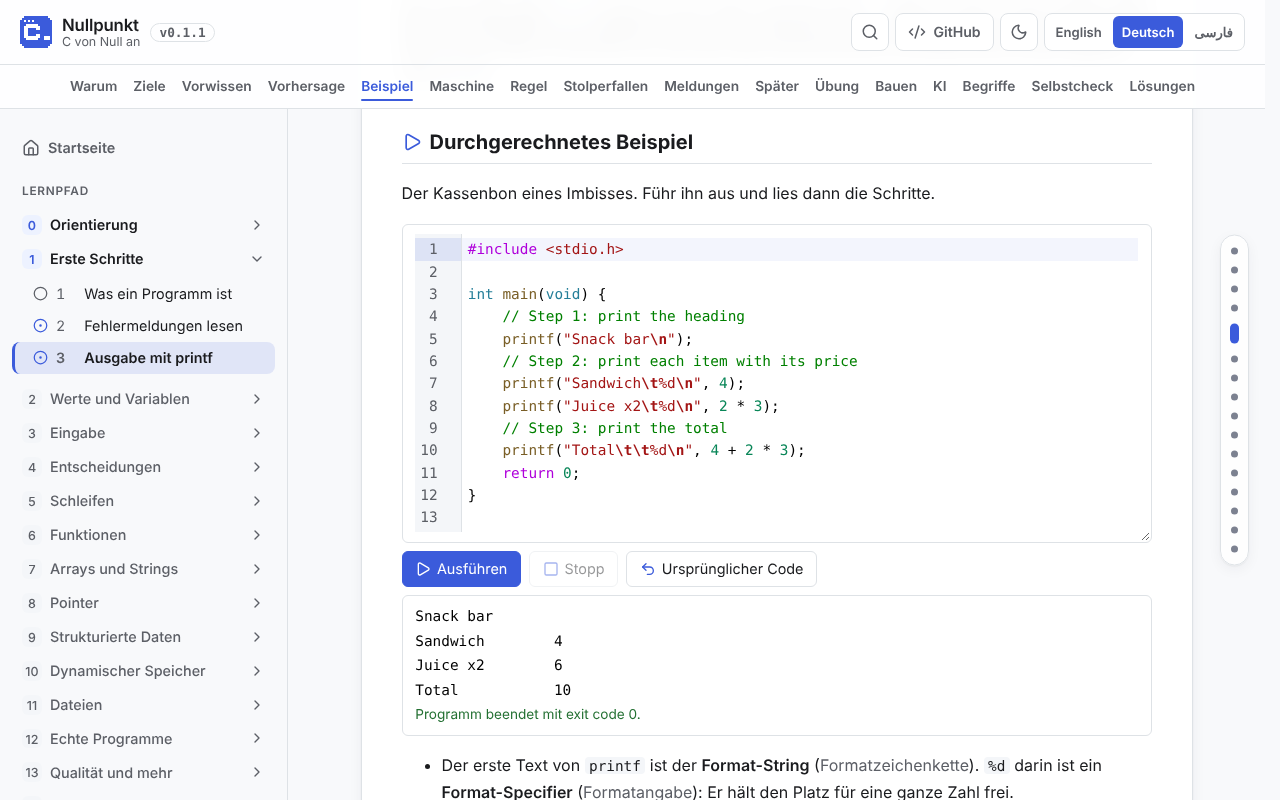 Nullpunkt
C von Null an
v0.1.1
GitHub
English
Deutsch
فارسی
Warum
Ziele
Vorwissen
Vorhersage
Beispiel
Maschine
Regel
Stolperfallen
Meldungen
Später
Übung
Bauen
KI
Begriffe
Selbstcheck
Lösungen
Startseite
LERNPFAD
0 Orientierung
1 Erste Schritte
1 Was ein Programm ist
2 Fehlermeldungen lesen
3 Ausgabe mit printf
2 Werte und Variablen
3 Eingabe
4 Entscheidungen
5 Schleifen
6 Funktionen
7 Arrays und Strings
8 Pointer
9 Strukturierte Daten
10 Dynamischer Speicher
11 Dateien
12 Echte Programme
13 Qualität und mehr
Durchgerechnetes Beispiel
Der Kassenbon eines Imbisses. Führ ihn aus und lies dann die Schritte.
1 #include <stdio.h>
2
3 int main(void) {
4     // Step 1: print the heading
5     printf("Snack bar\n");
6     // Step 2: print each item with its price
7     printf("Sandwich\t%d\n", 4);
8     printf("Juice x2\t%d\n", 2 * 3);
9     // Step 3: print the total
10     printf("Total\t\t%d\n", 4 + 2 * 3);
11     return 0;
12 }
13
Ausführen
Stopp
Ursprünglicher Code
Snack bar
Sandwich        4
Juice x2        6
Total           10
Programm beendet mit exit code 0.
• Der erste Text von printf ist der Format-String (Formatzeichenkette). %d darin ist ein
Format-Specifier (Formatangabe): Er hält den Platz für eine ganze Zahl frei.